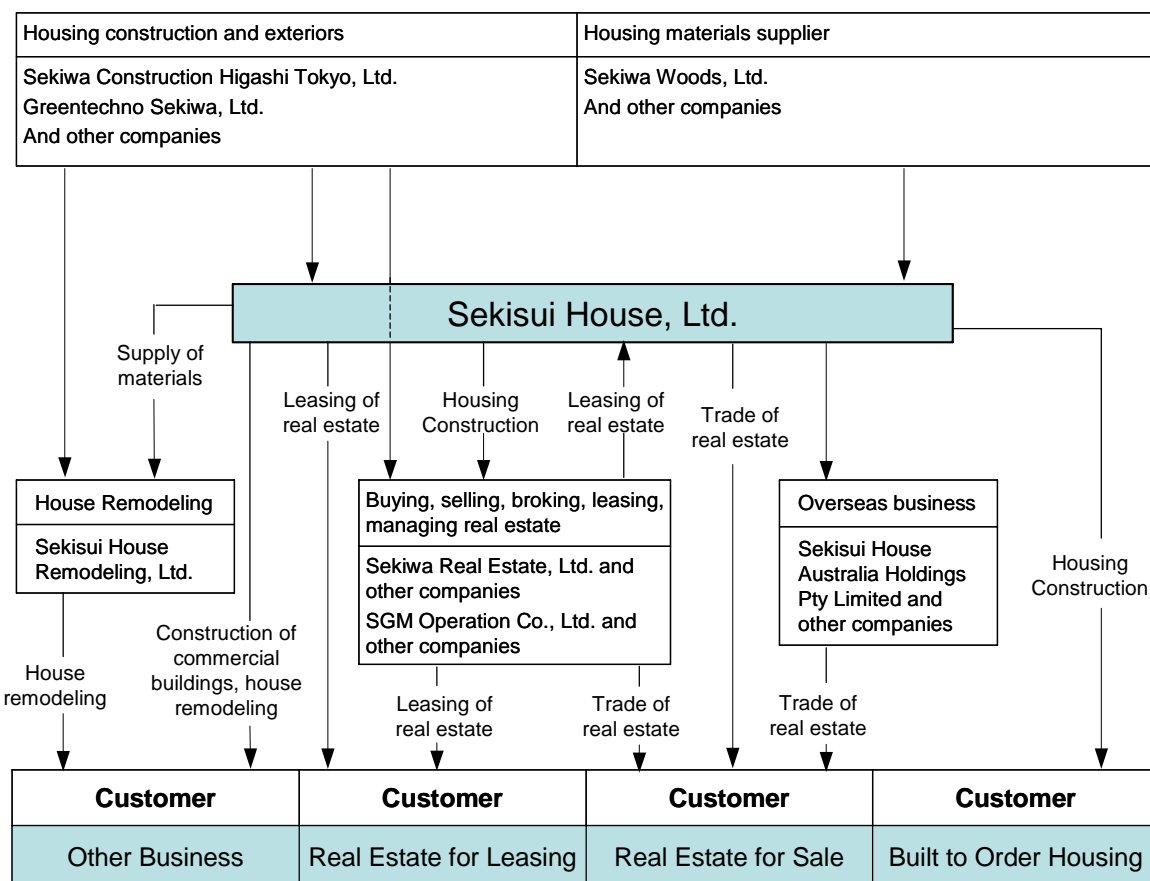 Housing construction and exteriors
Housing materials supplier
Sekiwa Construction Higashi Tokyo, Ltd.
Greentechno Sekiwa, Ltd.
And other companies
Sekiwa Woods, Ltd.
And other companies
Sekisui House, Ltd.
Supply of
materials
Leasing of
real estate
Housing
Construction
Leasing of
real estate
Trade of
real estate
House Remodeling
Sekisui House
Remodeling, Ltd.
Buying, selling, broking, leasing,
managing real estate
Sekiwa Real Estate, Ltd. and
other companies
SGM Operation Co., Ltd. and
other companies
Overseas business
Sekisui House
Australia Holdings
Pty Limited and
other companies
Housing
Construction
House
remodeling
Construction of
commercial
buildings, house
remodeling
Leasing of
real estate
Trade of
real estate
Trade of
real estate
Customer
Customer
Customer
Customer
Other Business
Real Estate for Leasing
Real Estate for Sale
Built to Order Housing